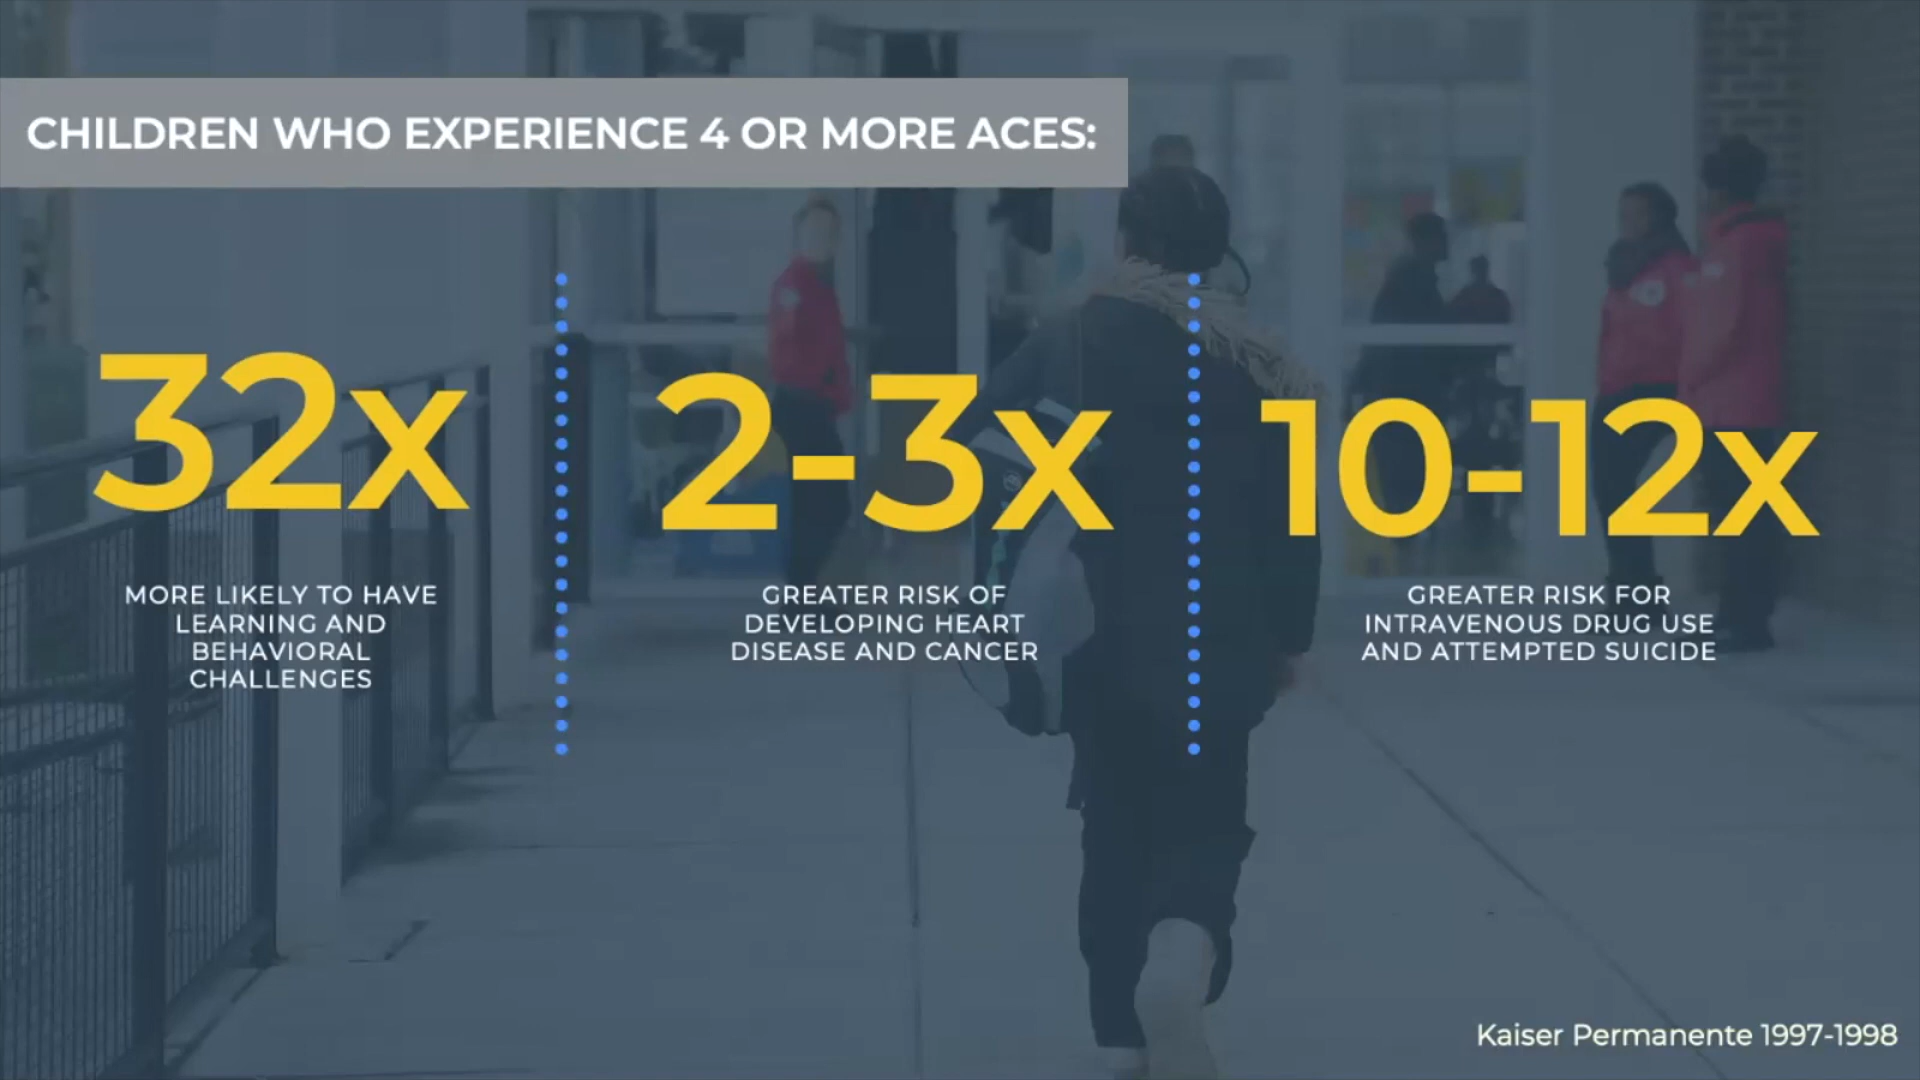 CHILDREN WHO EXPERIENCE 4 OR MORE ACES:
32x
MORE LIKELY TO HAVE
LEARNING AND
BEHAVIORAL
CHALLENGES
2-3x
GREATER RISK OF
DEVELOPING HEART
DISEASE AND CANCER
10-12x
GREATER RISK FOR
INTRAVENOUS DRUG USE
AND ATTEMPTED SUICIDE
Kaiser Permanente 1997-1998